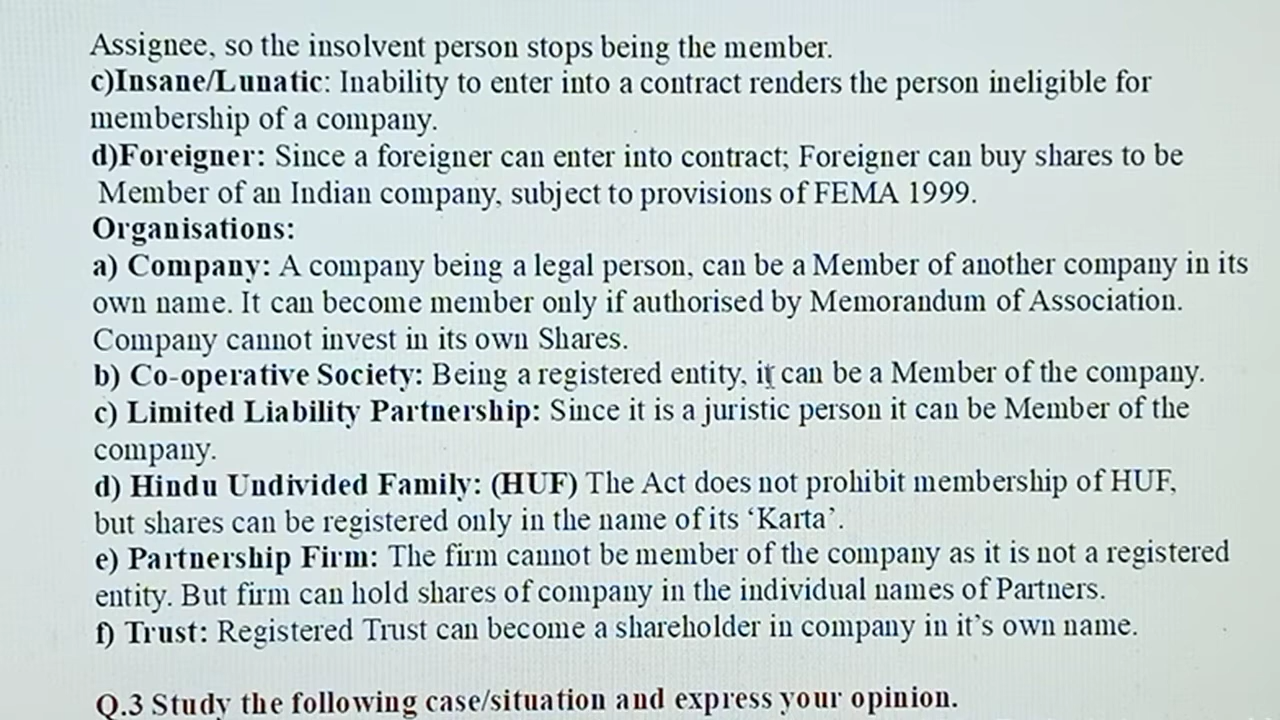 Assignee, so the insolvent person stops being the member.
c)Insane/Lunatic: Inability to enter into a contract renders the person ineligible for
membership of a company.
d)Foreigner: Since a foreigner can enter into contract; Foreigner can buy shares to be
Member of an Indian company, subject to provisions of FEMA 1999.
Organisations:
a) Company: A company being a legal person, can be a Member of another company in its
own name. It can become member only if authorised by Memorandum of Association.
Company cannot invest in its own Shares.
b) Co-operative Society: Being a registered entity, it can be a Member of the company.
c) Limited Liability Partnership: Since it is a juristic person it can be Member of the
company.
d) Hindu Undivided Family: (HUF) The Act does not prohibit membership of HUF,
but shares can be registered only in the name of its ‘Karta’.
e) Partnership Firm: The firm cannot be member of the company as it is not a registered
entity. But firm can hold shares of company in the individual names of Partners.
f) Trust: Registered Trust can become a shareholder in company in it’s own name.
Q.3 Study the following case/situation and express your opinion.